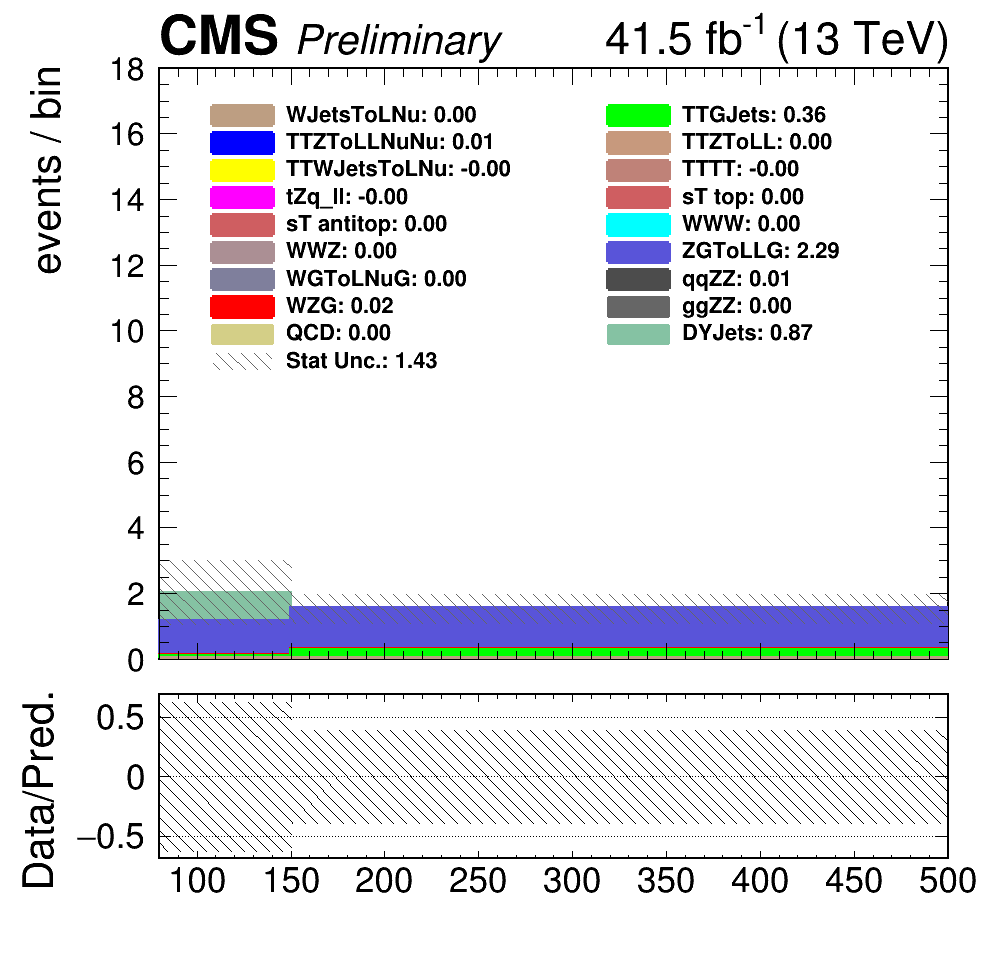 CMS Preliminary 41.5 fb-1 (13 TeV)
events / bin
18
16
14
12
10
8
6
4
2
0
WJetsToLNu: 0.00 TTGJets: 0.36
TTZToLLNuNu: 0.01 TTZToLL: 0.00
TTWJetsToLNu: -0.00 TTTT: -0.00
tZq_ll: -0.00 sT top: 0.00
sT antitop: 0.00 WWW: 0.00
WWZ: 0.00 ZGToLLG: 2.29
WGToLNuG: 0.00 qqZZ: 0.01
WZG: 0.02 ggZZ: 0.00
QCD: 0.00 DYJets: 0.87
Stat Unc.: 1.43
Data/Pred.
0.5
0
−0.5
100 150 200 250 300 350 400 450 500